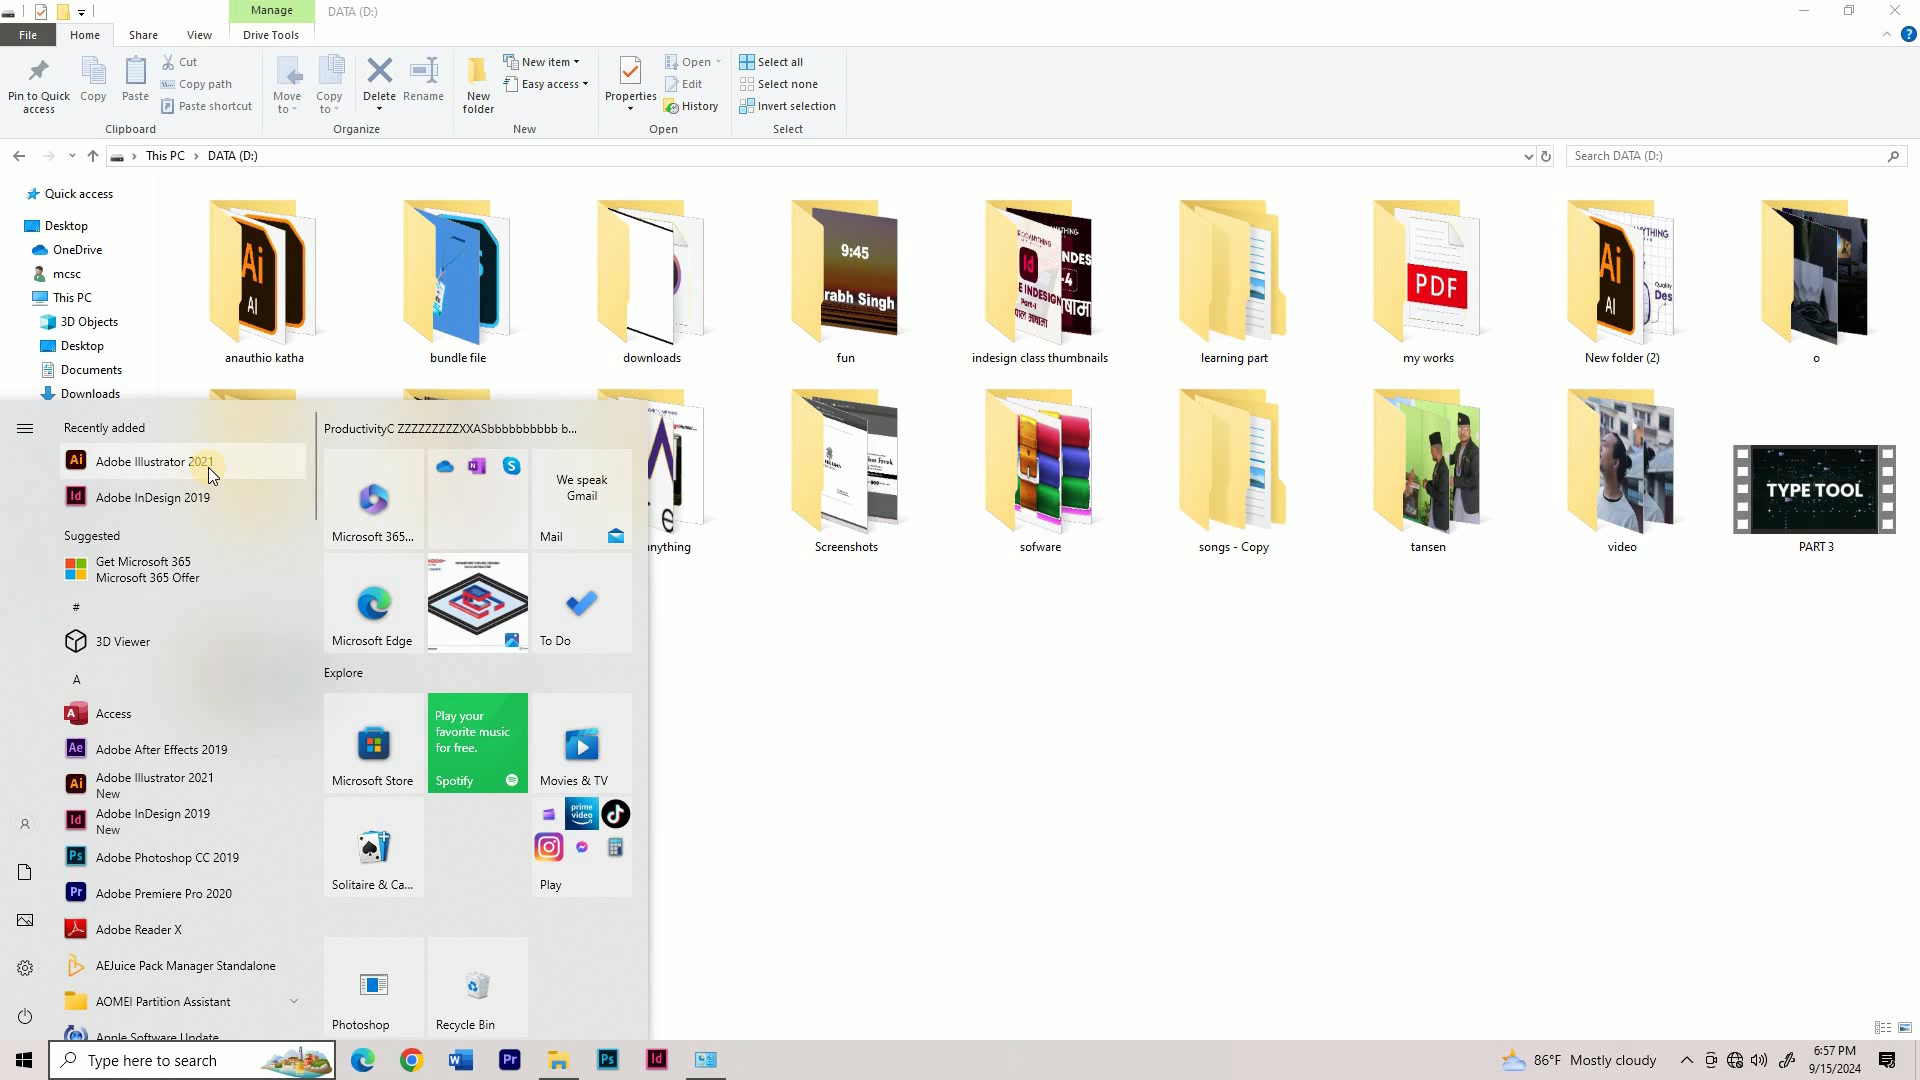 Manage
DATA (D:)
File
Home
Share
View
Drive Tools
Pin to Quick access
Copy
Paste
Cut
Copy path
Paste shortcut
Clipboard
Move to
Copy to
Delete
Rename
Organize
New folder
New item
Easy access
New
Properties
Open
Edit
History
Open
Select all
Select none
Invert selection
Select
This PC
DATA (D:)
Search DATA (D:)
Quick access
Desktop
OneDrive
mcsc
This PC
3D Objects
Desktop
Documents
Downloads
Ai
AI
9:45
rabh Singh
Id
PDF
Ai
AI
anauthio katha
bundle file
downloads
fun
indesign class thumbnails
learning part
my works
New folder (2)
o
TYPE TOOL
nything
Screenshots
sofware
songs - Copy
tansen
video
PART 3
Recently added
Adobe Illustrator 2021
Adobe InDesign 2019
Suggested
Get Microsoft 365
Microsoft 365 Offer
#
3D Viewer
A
Access
Adobe After Effects 2019
Adobe Illustrator 2021
New
Adobe InDesign 2019
New
Adobe Photoshop CC 2019
Adobe Premiere Pro 2020
Adobe Reader X
AEJuice Pack Manager Standalone
AOMEI Partition Assistant
Apple Software Update
ProductivityC ZZZZZZZZZXXASbbbbbbbbbb b...
Microsoft 365...
We speak
Gmail
Mail
Microsoft Edge
To Do
Explore
Microsoft Store
Play your
favorite music
for free.
Spotify
Movies & TV
Solitaire & Ca...
prime video
Play
Photoshop
Recycle Bin
Type here to search
86°F Mostly cloudy
6:57 PM
9/15/2024